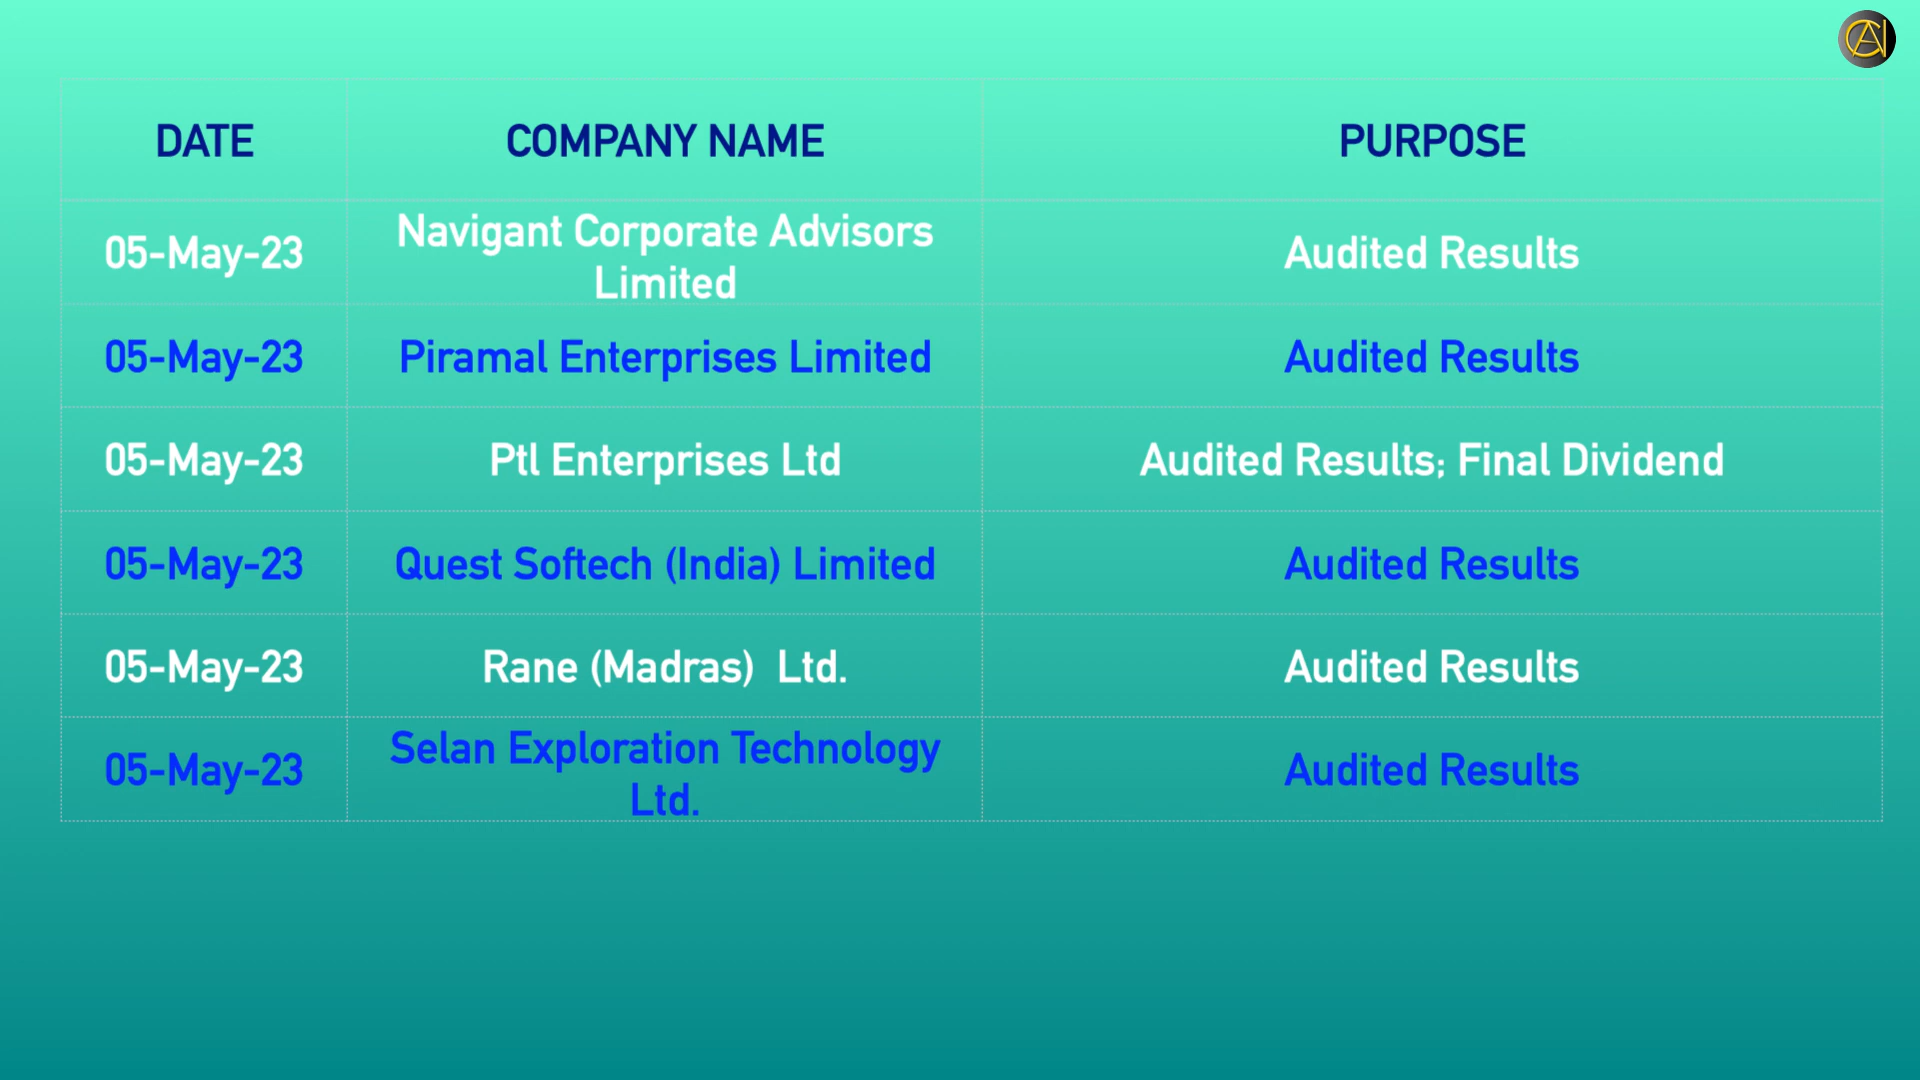 DATE COMPANY NAME PURPOSE
05-May-23 Navigant Corporate Advisors Limited Audited Results
05-May-23 Piramal Enterprises Limited Audited Results
05-May-23 Ptl Enterprises Ltd Audited Results; Final Dividend
05-May-23 Quest Softech (India) Limited Audited Results
05-May-23 Rane (Madras)  Ltd. Audited Results
05-May-23 Selan Exploration Technology Ltd. Audited Results